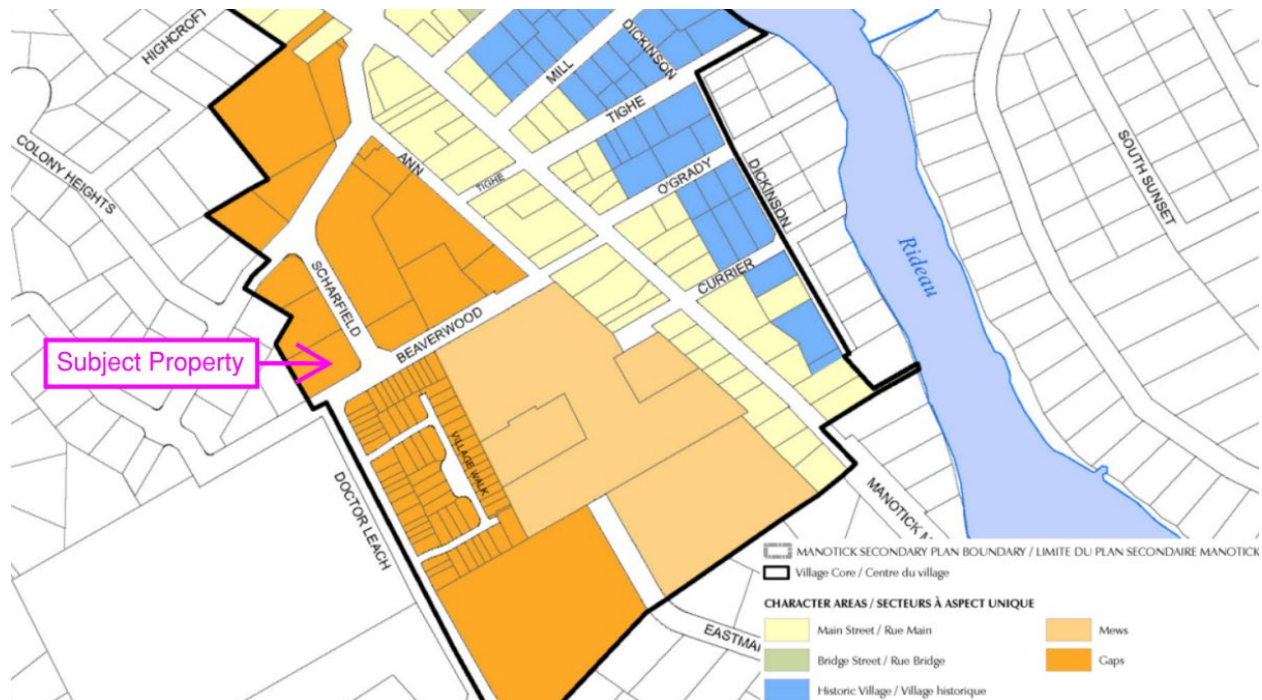 HIGHCROFT
COLONY HEIGHTS
MILL
DICKINSON
TIGHE
ANN
TIGHE
O'GRADY
DICKINSON
SOUTH SUNSET
CURRIER
Rideau
SCHARFIELD
BEAVERWOOD
Subject Property
VILLAGE WALK
DOCTOR LEACH
MANOTICK M
EASTMA
MANOTICK SECONDARY PLAN BOUNDARY / LIMITE DU PLAN SECONDAIRE MANOTICK
Village Core / Centre du village
CHARACTER AREAS / SECTEURS À ASPECT UNIQUE
Main Street / Rue Main
Mews
Bridge Street / Rue Bridge
Gaps
Historic Village / Village historique